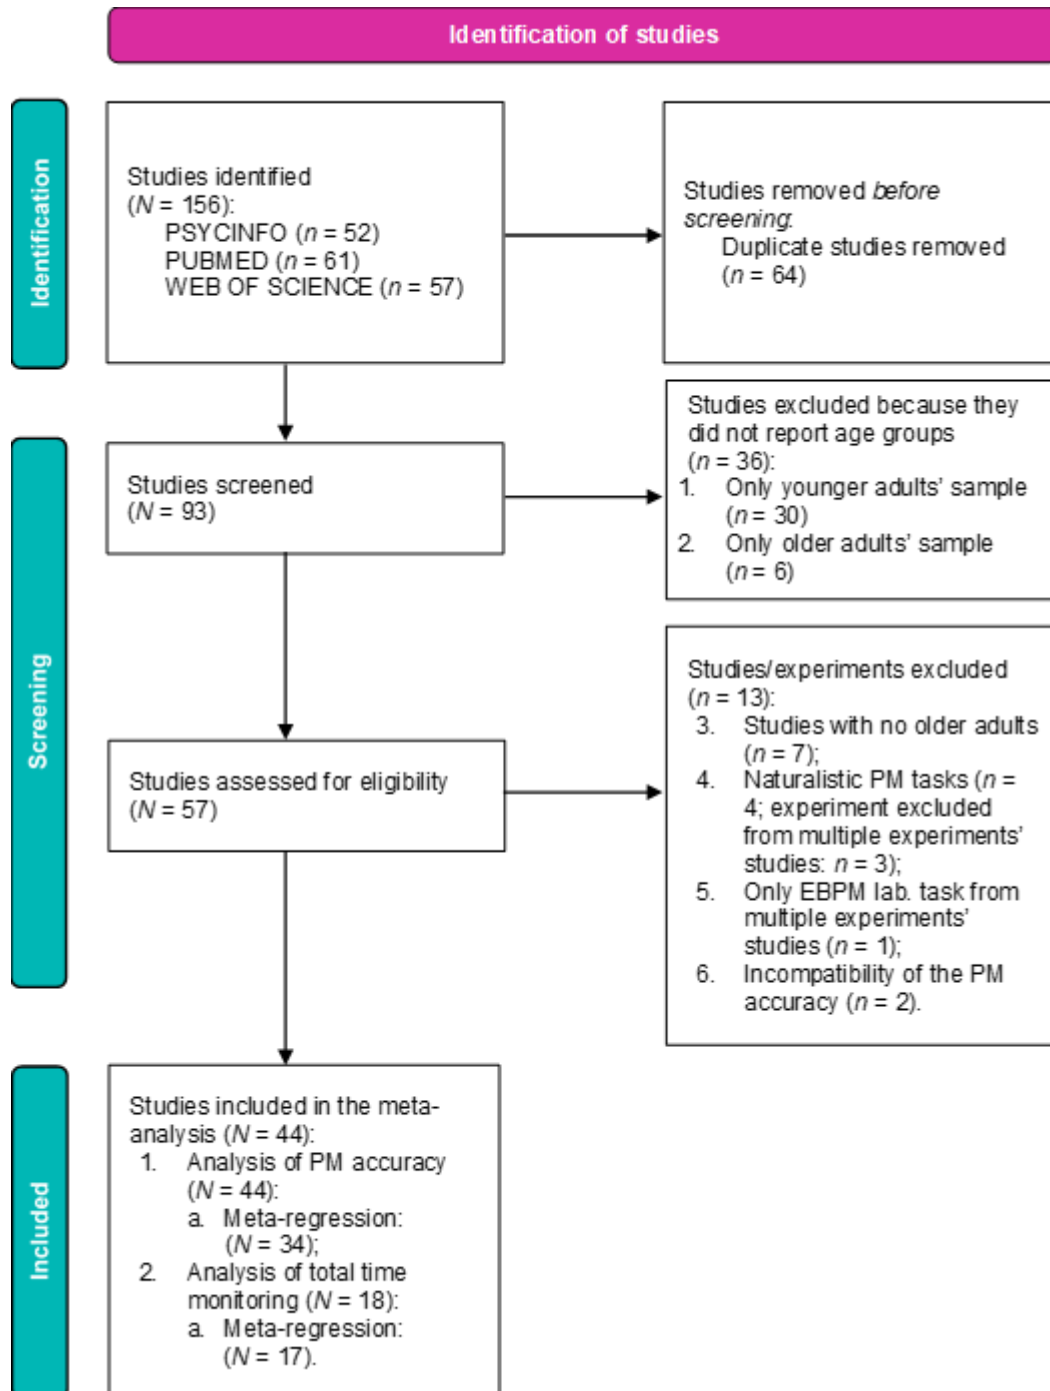 Identification of studies
Identification
Studies identified
(N = 156):
PSYCINFO (n = 52)
PUBMED (n = 61)
WEB OF SCIENCE (n = 57)
Studies removed before
screening:
Duplicate studies removed
(n = 64)
Screening
Studies screened
(N = 93)
Studies excluded because they
did not report age groups
(n = 36):
1. Only younger adults’ sample
(n = 30)
2. Only older adults’ sample
(n = 6)
Studies assessed for eligibility
(N = 57)
Studies/experiments excluded
(n = 13):
3. Studies with no older adults
(n = 7);
4. Naturalistic PM tasks (n =
4; experiment excluded
from multiple experiments’
studies: n = 3);
5. Only EBPM lab. task from
multiple experiments’
studies (n = 1);
6. Incompatibility of the PM
accuracy (n = 2).
Included
Studies included in the meta-
analysis (N = 44):
1. Analysis of PM accuracy
(N = 44):
a. Meta-regression:
(N = 34);
2. Analysis of total time
monitoring (N = 18):
a. Meta-regression:
(N = 17).